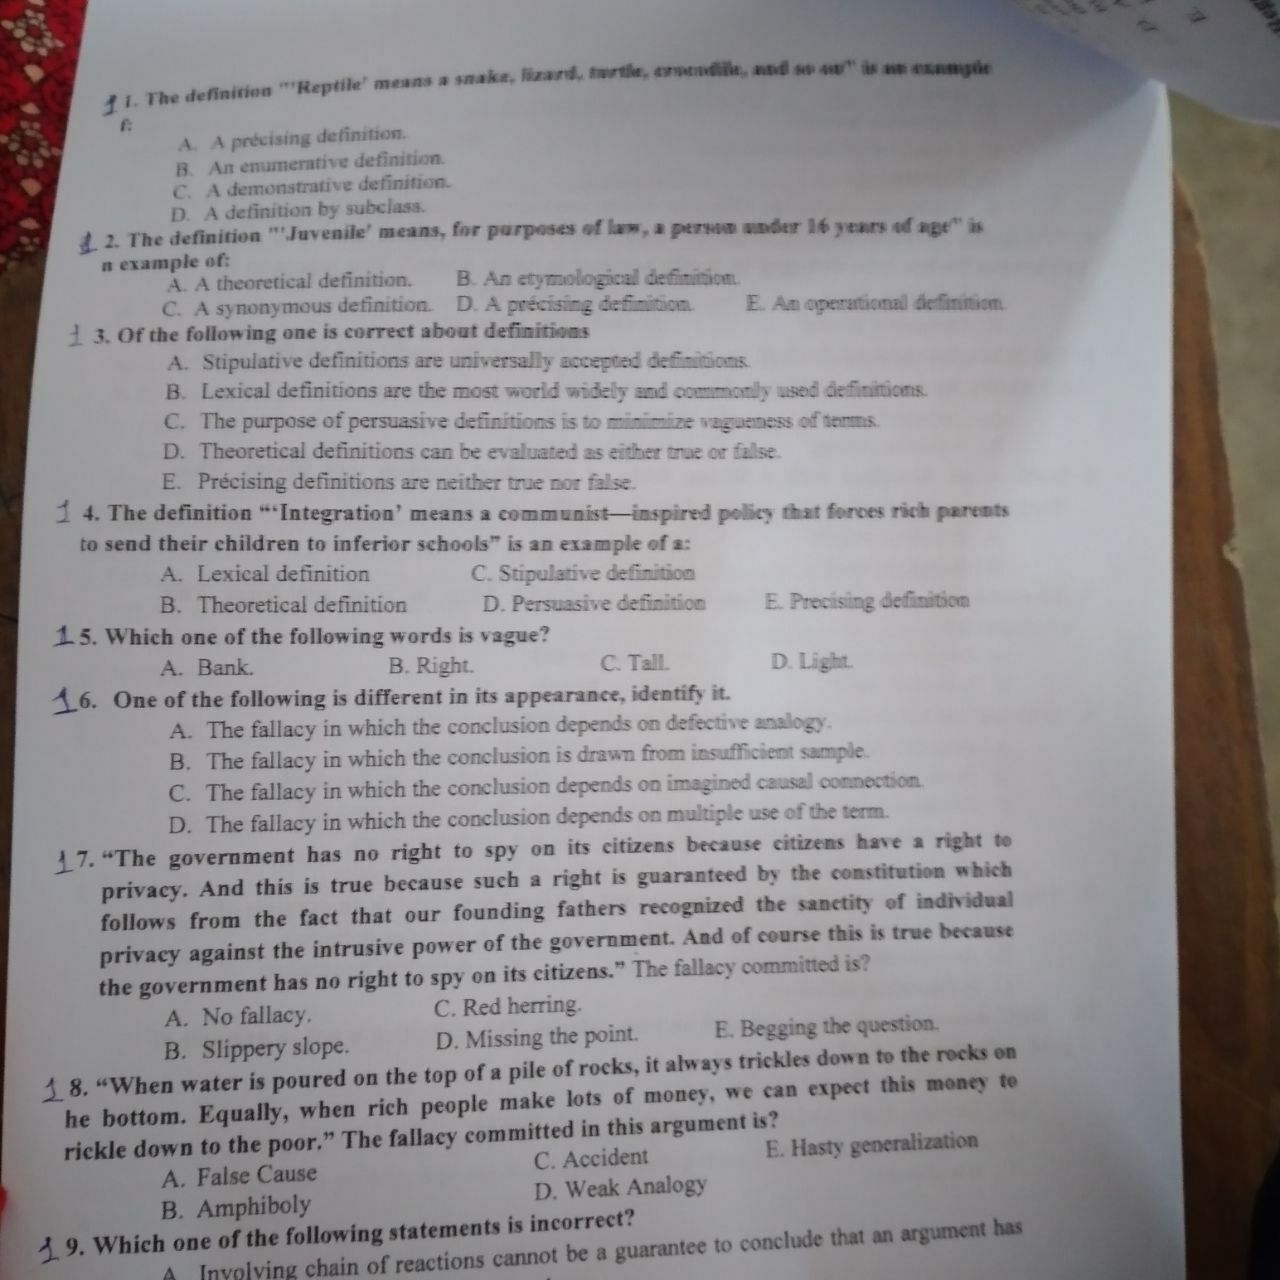 1 1. The definition "'Reptile' means a snake, lizard, turtle, crocodile, and so on" is an example
f:
A. A précising definition.
B. An enumerative definition.
C. A demonstrative definition.
D. A definition by subclass.
1 2. The definition "'Juvenile' means, for purposes of law, a person under 16 years of age" is
n example of:
A. A theoretical definition. B. An etymological definition.
C. A synonymous definition. D. A précising definition. E. An operational definition.
1 3. Of the following one is correct about definitions
A. Stipulative definitions are universally accepted definitions.
B. Lexical definitions are the most world widely and commonly used definitions.
C. The purpose of persuasive definitions is to minimize vagueness of terms.
D. Theoretical definitions can be evaluated as either true or false.
E. Précising definitions are neither true nor false.
1 4. The definition "'Integration' means a communist—inspired policy that forces rich parents
to send their children to inferior schools" is an example of a:
A. Lexical definition C. Stipulative definition
B. Theoretical definition D. Persuasive definition E. Precising definition
1 5. Which one of the following words is vague?
A. Bank. B. Right. C. Tall. D. Light.
1 6. One of the following is different in its appearance, identify it.
A. The fallacy in which the conclusion depends on defective analogy.
B. The fallacy in which the conclusion is drawn from insufficient sample.
C. The fallacy in which the conclusion depends on imagined causal connection.
D. The fallacy in which the conclusion depends on multiple use of the term.
1 7. "The government has no right to spy on its citizens because citizens have a right to
privacy. And this is true because such a right is guaranteed by the constitution which
follows from the fact that our founding fathers recognized the sanctity of individual
privacy against the intrusive power of the government. And of course this is true because
the government has no right to spy on its citizens." The fallacy committed is?
A. No fallacy. C. Red herring.
B. Slippery slope. D. Missing the point. E. Begging the question.
1 8. "When water is poured on the top of a pile of rocks, it always trickles down to the rocks on
he bottom. Equally, when rich people make lots of money, we can expect this money to
rickle down to the poor." The fallacy committed in this argument is?
A. False Cause C. Accident E. Hasty generalization
B. Amphiboly D. Weak Analogy
1 9. Which one of the following statements is incorrect?
A. Involving chain of reactions cannot be a guarantee to conclude that an argument has